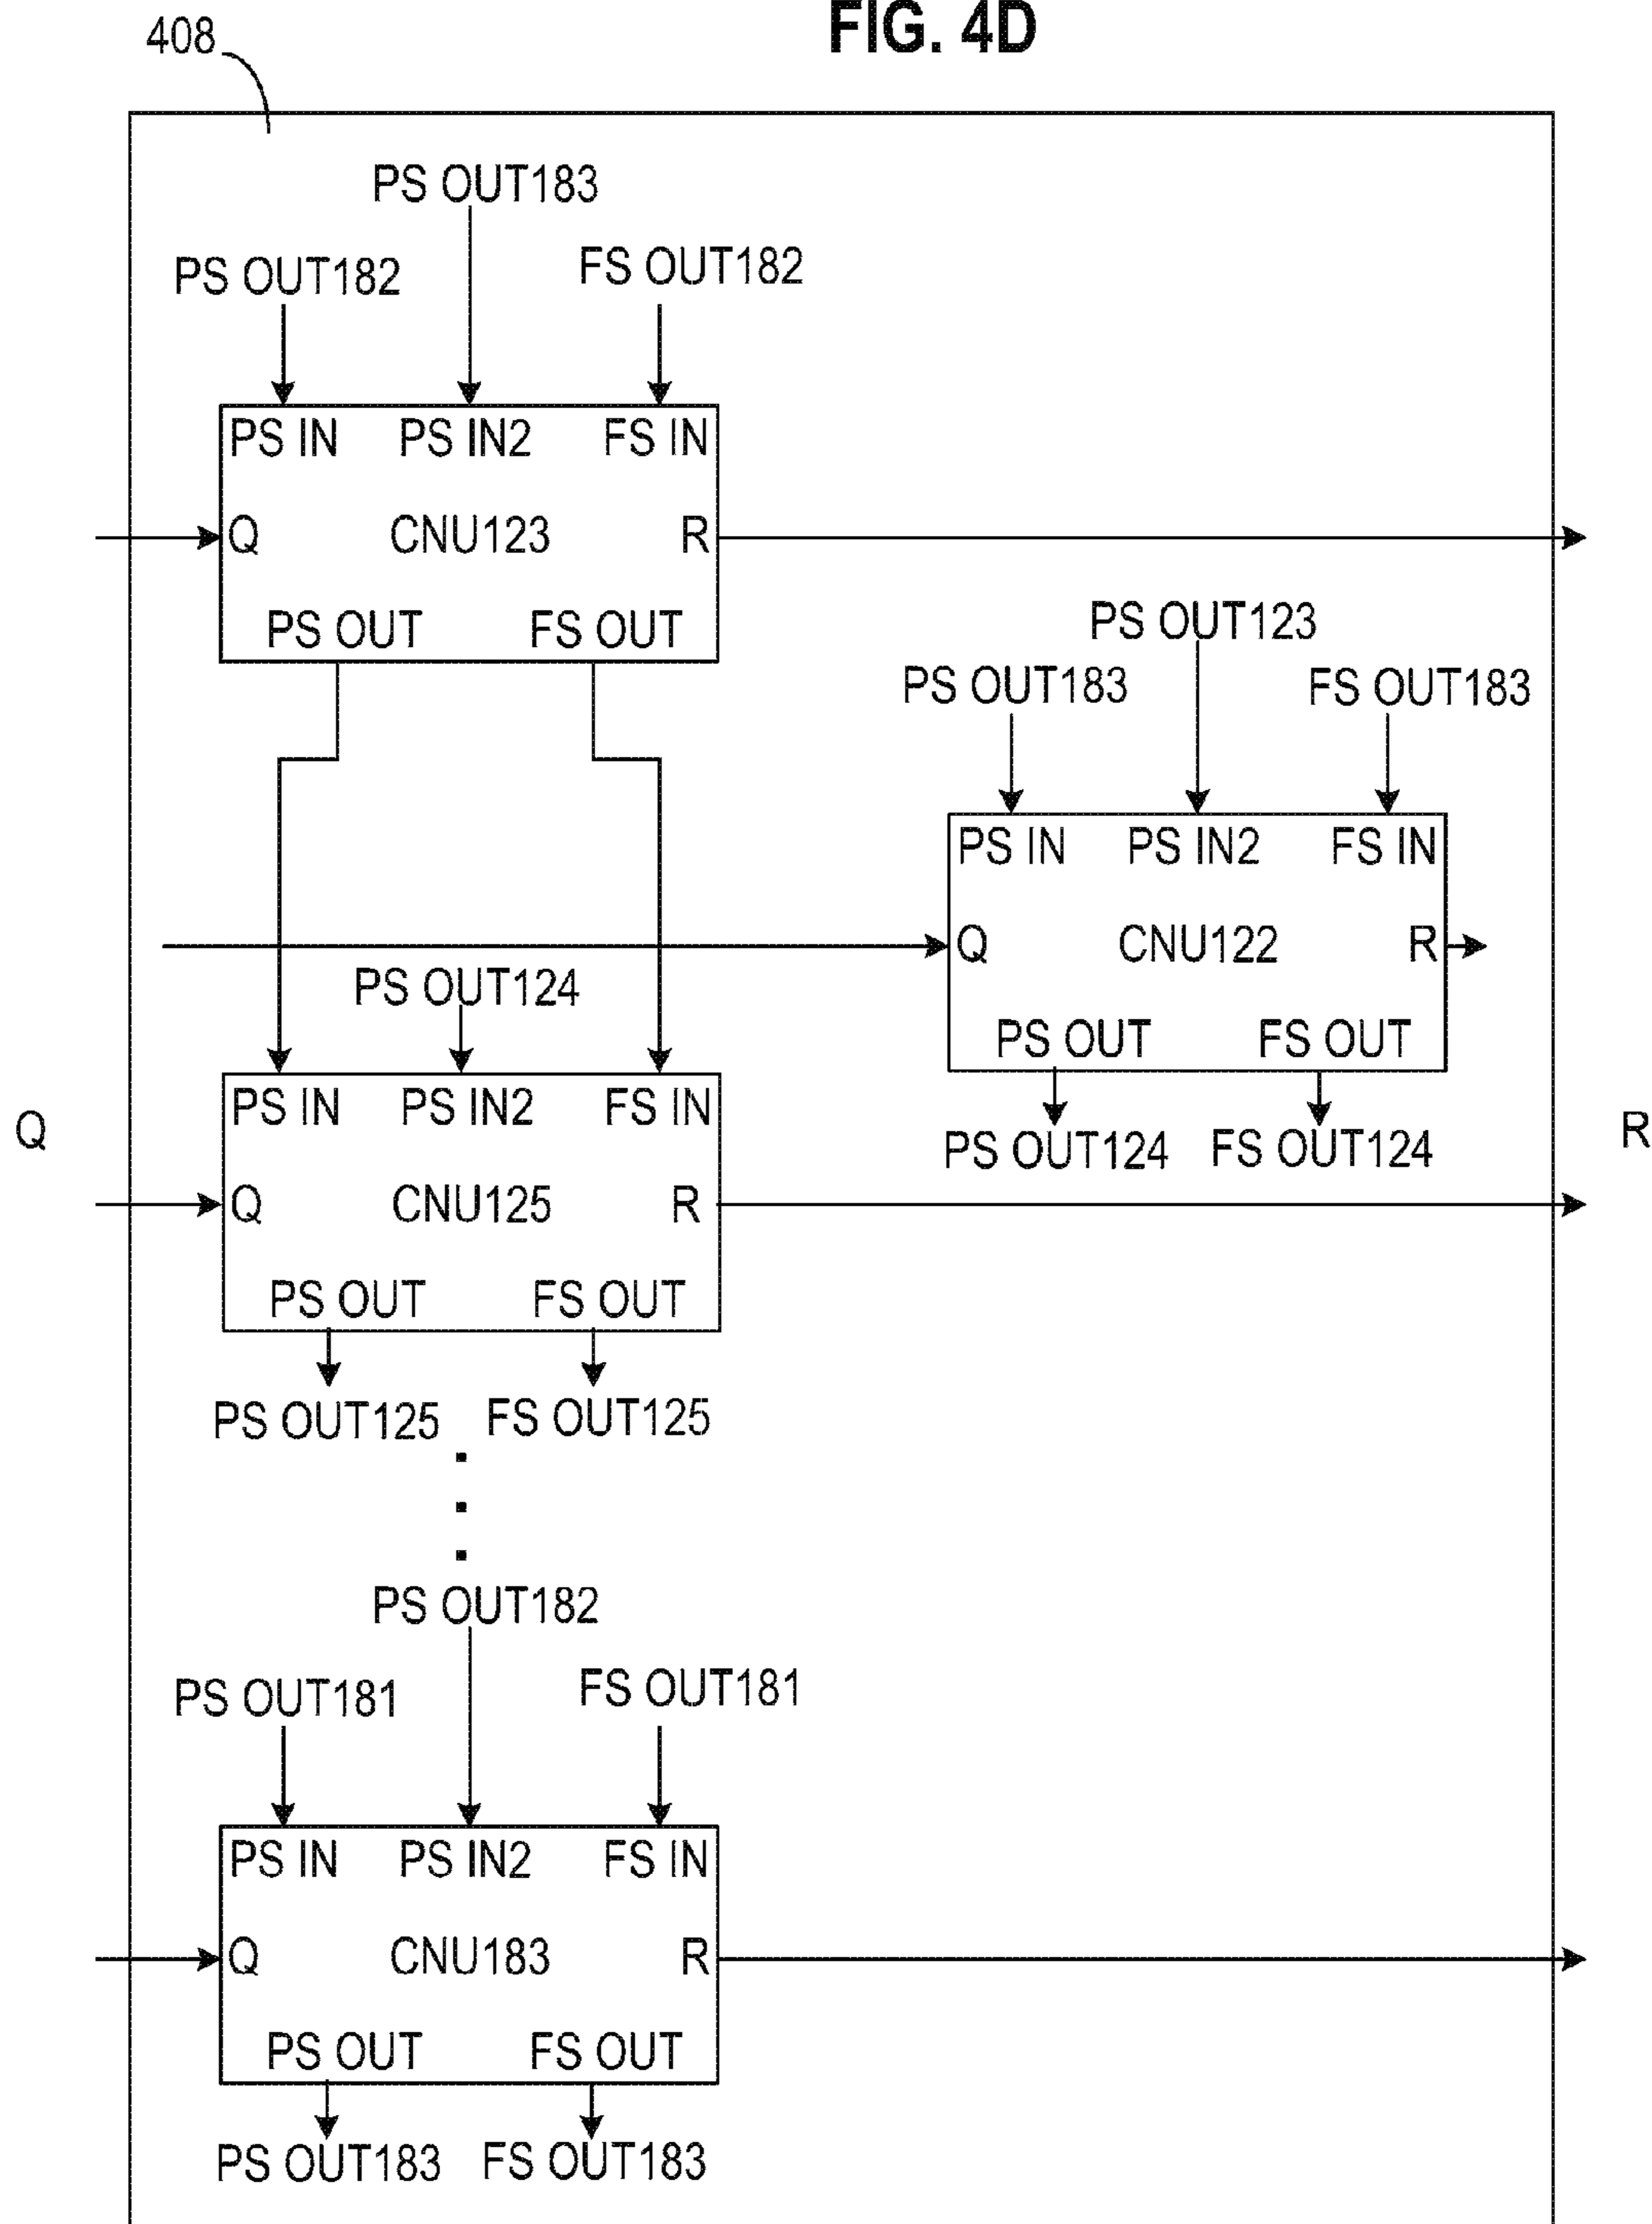 FIG. 4D
408
PS OUT183
PS OUT182
FS OUT182
PS IN PS IN2 FS IN
Q CNU123 R
PS OUT FS OUT
PS OUT123
PS OUT183
FS OUT183
PS IN PS IN2 FS IN
Q CNU122 R
PS OUT FS OUT
PS OUT124 FS OUT124
PS OUT124
PS IN PS IN2 FS IN
Q
R
Q CNU125 R
PS OUT FS OUT
PS OUT125 FS OUT125
PS OUT182
PS OUT181
FS OUT181
PS IN PS IN2 FS IN
Q CNU183 R
PS OUT FS OUT
PS OUT183 FS OUT183